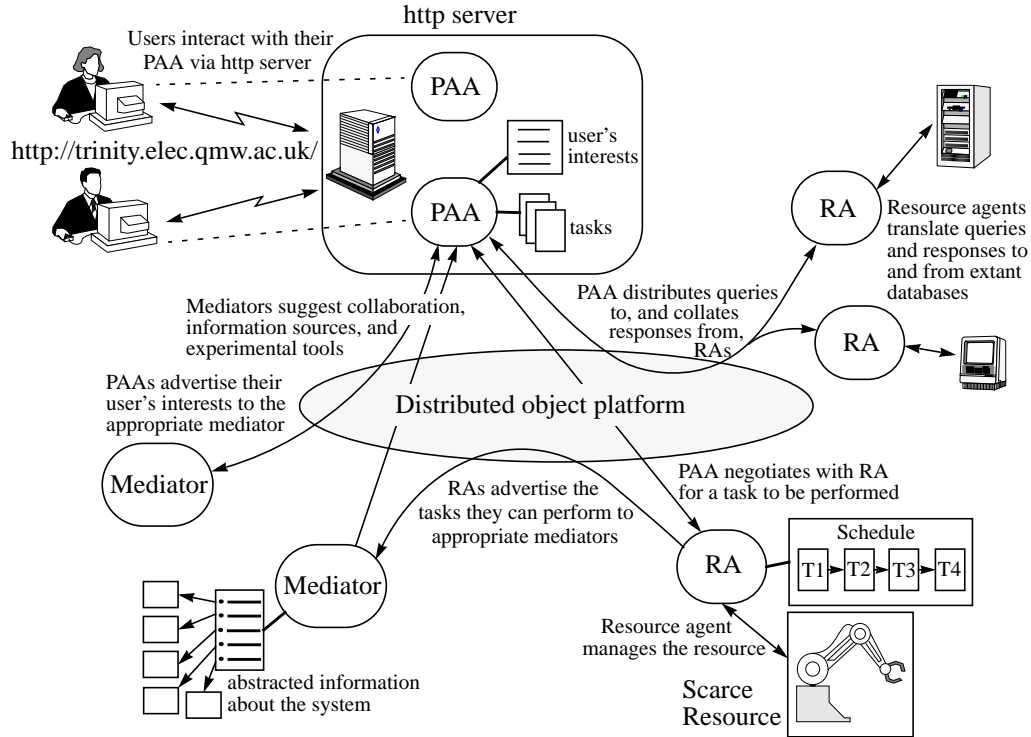 http server
Users interact with their
PAA via http server
PAA
http://trinity.elec.qmw.ac.uk/
user's
interests
PAA
tasks
RA
Resource agents
translate queries
and responses to
and from extant
databases
Mediators suggest collaboration,
information sources, and
experimental tools
PAA distributes queries
to, and collates
responses from,
RAs
RA
PAAs advertise their
user's interests to the
appropriate mediator
Distributed object platform
Mediator
RAs advertise the
tasks they can perform to
appropriate mediators
PAA negotiates with RA
for a task to be performed
Mediator
RA
Schedule
T1 T2 T3 T4
Resource agent
manages the resource
abstracted information
about the system
Scarce
Resource